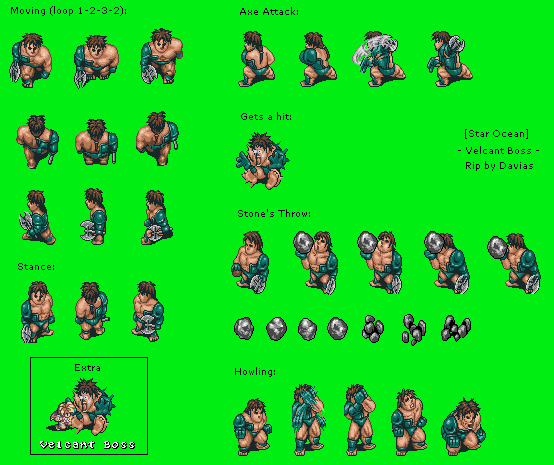 Moving (loop 1-2-3-2):
Axe Attack:
Gets a hit:
[Star Ocean]
- Velcant Boss -
Rip by Davias
Stone's Throw:
Stance:
Extra
Velcant Boss
Howling: